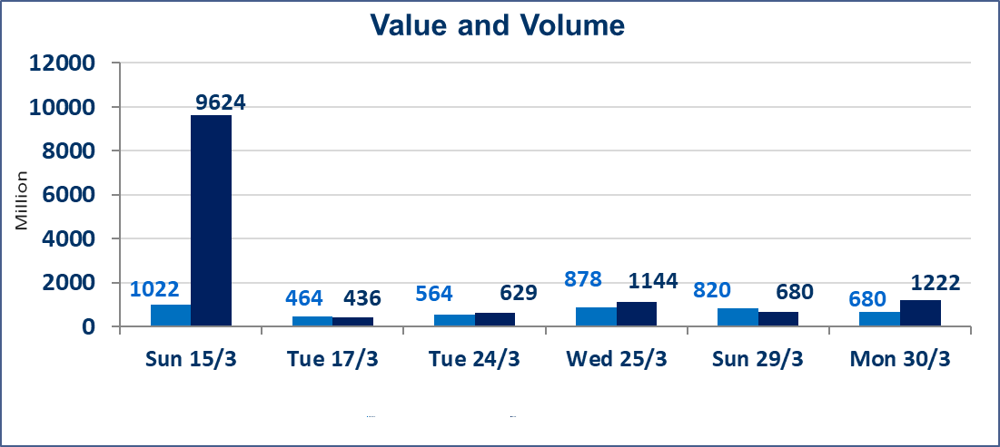 Value and Volume
12000
10000
8000
6000
4000
2000
0
Million
1022
9624
464
436
564
629
878
1144
820
680
680
1222
Sun 15/3
Tue 17/3
Tue 24/3
Wed 25/3
Sun 29/3
Mon 30/3